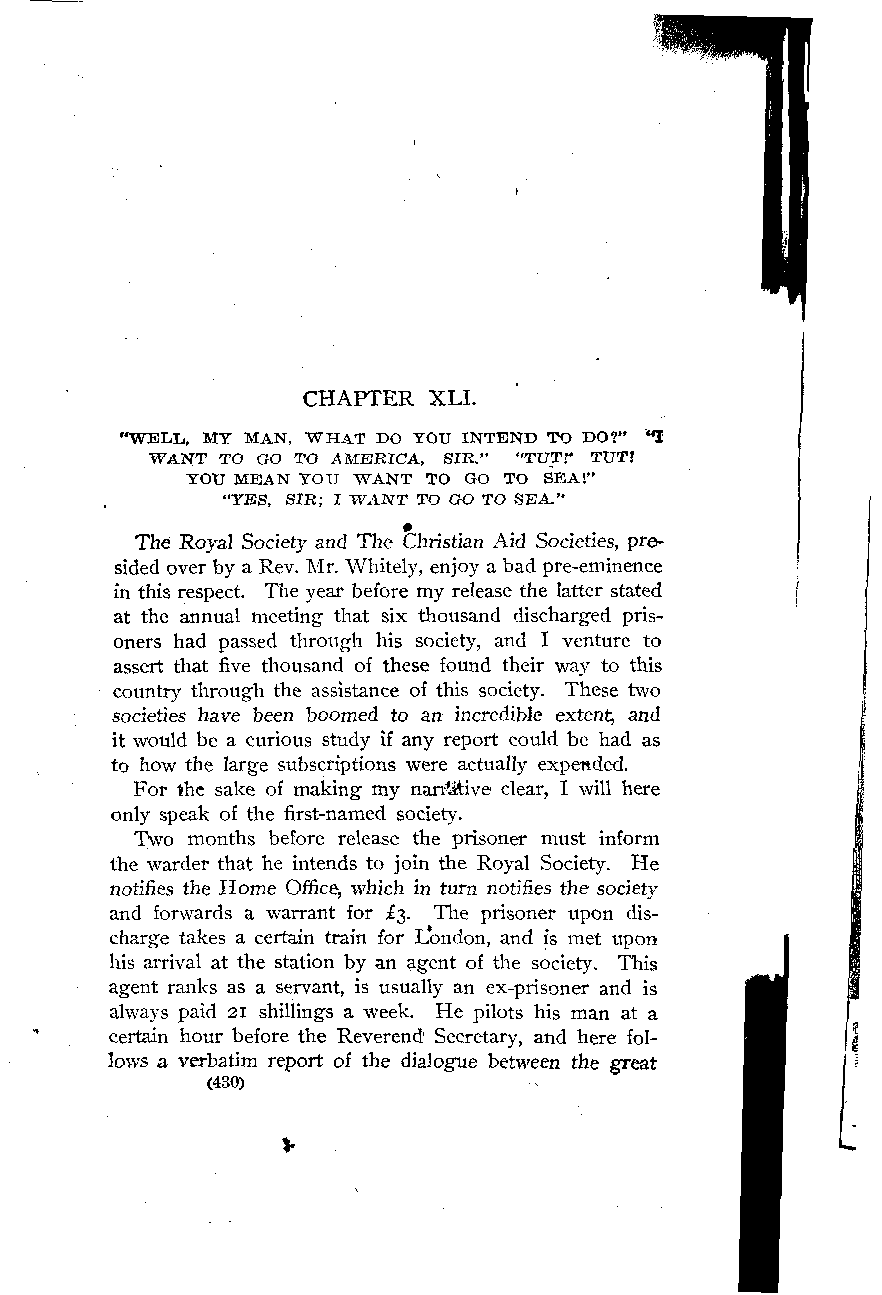 CHAPTER XLI.
"WELL, MY MAN, WHAT DO YOU INTEND TO DO?" "I
WANT TO GO TO AMERICA, SIR." "TUT!" TUT!
YOU MEAN YOU WANT TO GO TO SEA!"
"YES, SIR; I WANT TO GO TO SEA."
The Royal Society and The Christian Aid Societies, pre-
sided over by a Rev. Mr. Whitely, enjoy a bad pre-eminence
in this respect. The year before my release the latter stated
at the annual meeting that six thousand discharged pris-
oners had passed through his society, and I venture to
assert that five thousand of these found their way to this
country through the assistance of this society. These two
societies have been boomed to an incredible extent, and
it would be a curious study if any report could be had as
to how the large subscriptions were actually expended.
For the sake of making my narrative clear, I will here
only speak of the first-named society.
Two months before release the prisoner must inform
the warder that he intends to join the Royal Society. He
notifies the Home Office, which in turn notifies the society
and forwards a warrant for £3. The prisoner upon dis-
charge takes a certain train for London, and is met upon
his arrival at the station by an agent of the society. This
agent ranks as a servant, is usually an ex-prisoner and is
always paid 21 shillings a week. He pilots his man at a
certain hour before the Reverend Secretary, and here fol-
lows a verbatim report of the dialogue between the great
(430)